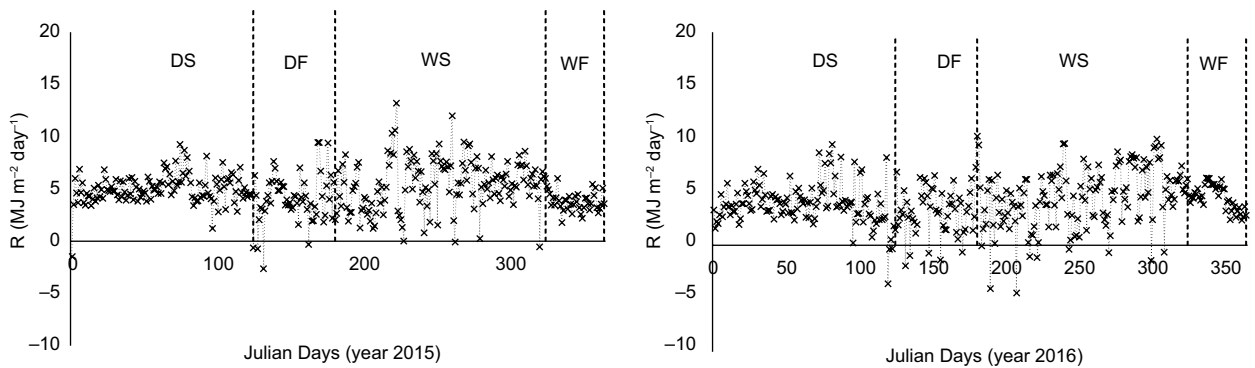 20
15
10
5
0
–5
–10
R (MJ m⁻² day⁻¹)
DS
DF
WS
WF
0
100
200
300
Julian Days (year 2015)
20
15
10
5
0
–5
–10
R (MJ m⁻² day⁻¹)
DS
DF
WS
WF
0
50
100
150
200
250
300
350
Julian Days (year 2016)